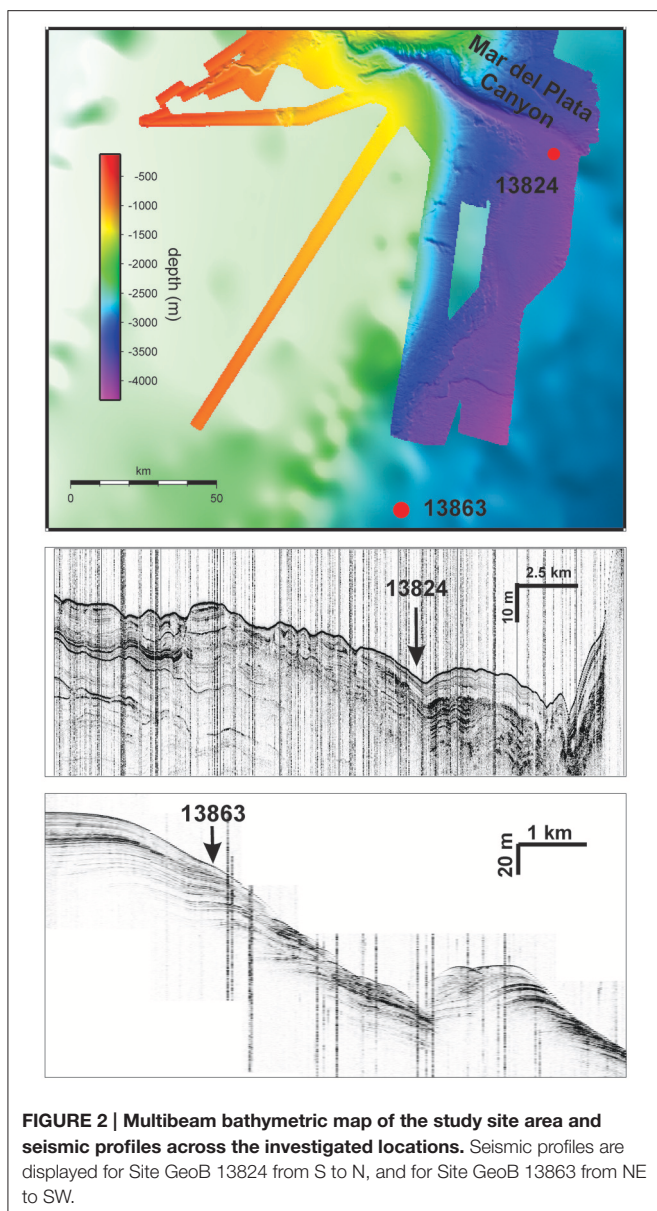 Mar del Plata
Canyon
13824
-500
-1000
-1500
-2000
-2500
-3000
-3500
-4000
depth (m)
km
0
50
13863
13824
2.5 km
10 m
13863
1 km
20 m
FIGURE 2 | Multibeam bathymetric map of the study site area and
seismic profiles across the investigated locations. Seismic profiles are
displayed for Site GeoB 13824 from S to N, and for Site GeoB 13863 from NE
to SW.